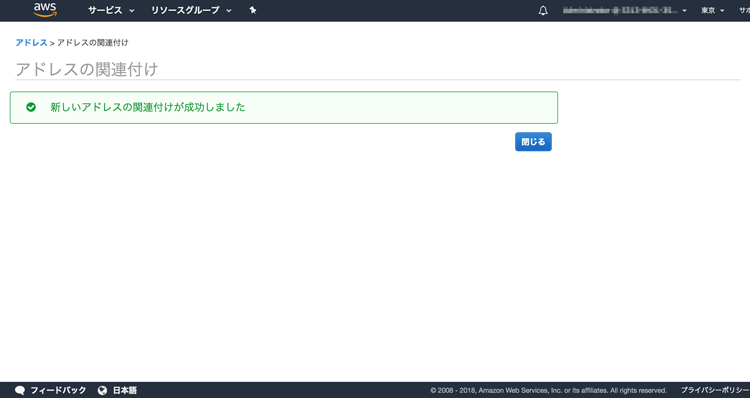 aws
サービス
リソースグループ
東京
サポ
アドレス > アドレスの関連付け
アドレスの関連付け
新しいアドレスの関連付けが成功しました
閉じる
フィードバック
日本語
© 2008 - 2018, Amazon Web Services, Inc. or its affiliates. All rights reserved.
プライバシーポリシー